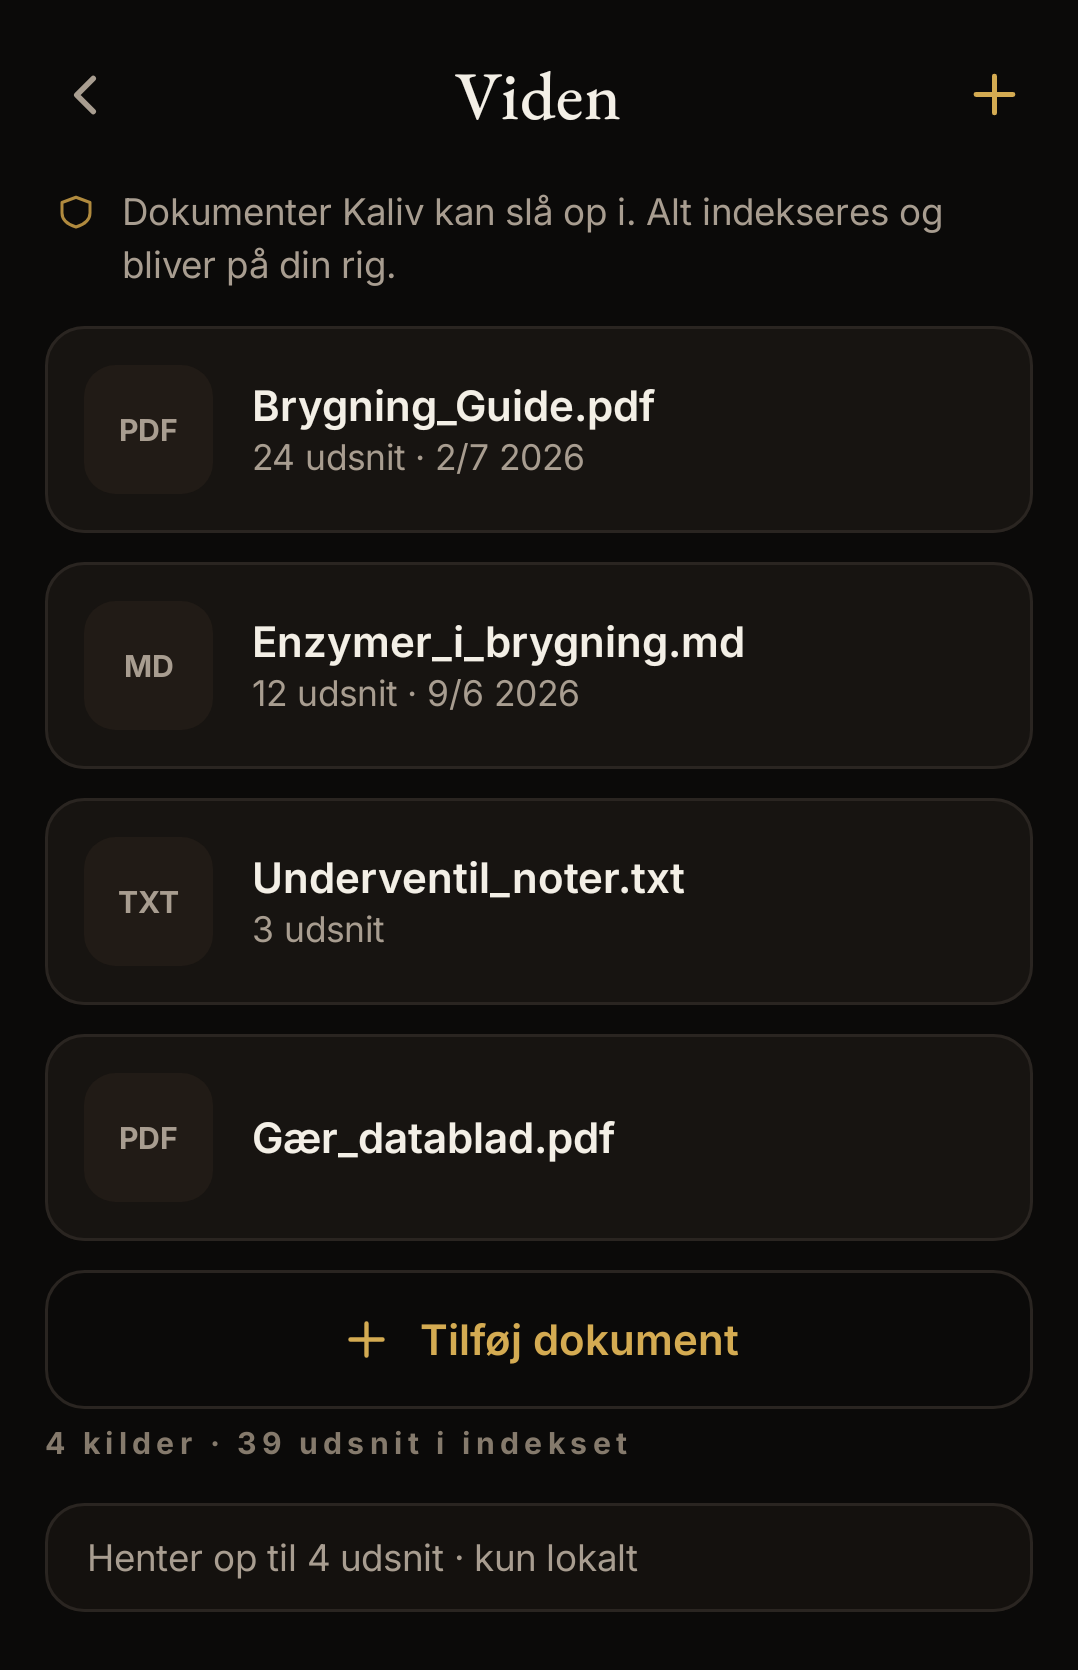 Viden
Dokumenter Kaliv kan slå op i. Alt indekseres og
bliver på din rig.
PDF
Brygning_Guide.pdf
24 udsnit · 2/7 2026
MD
Enzymer_i_brygning.md
12 udsnit · 9/6 2026
TXT
Underventil_noter.txt
3 udsnit
PDF
Gær_datablad.pdf
Tilføj dokument
4 kilder · 39 udsnit i indekset
Henter op til 4 udsnit · kun lokalt